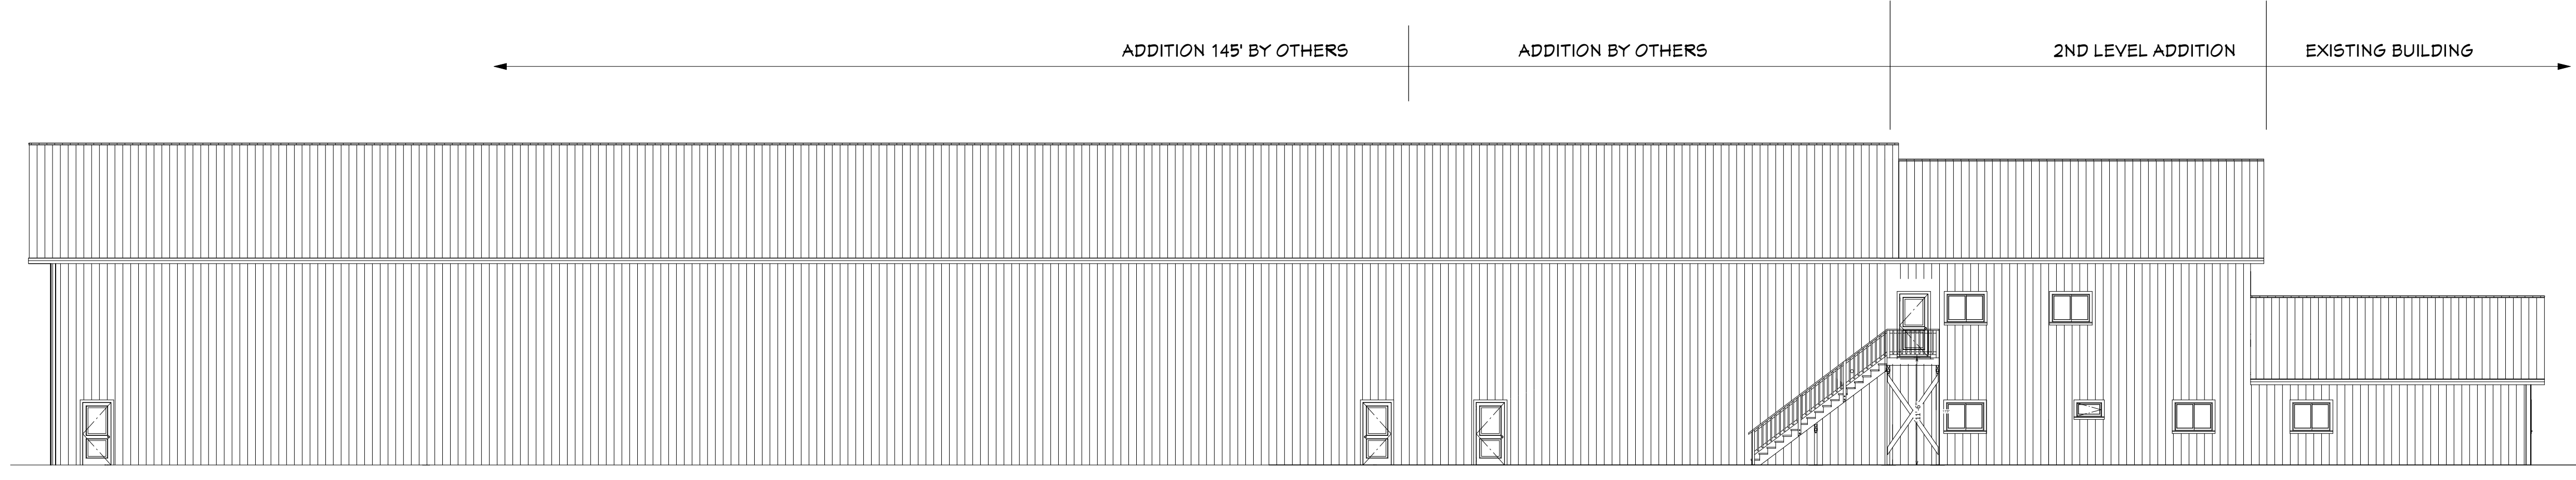 ADDITION 145' BY OTHERS
ADDITION BY OTHERS
2ND LEVEL ADDITION
EXISTING BUILDING